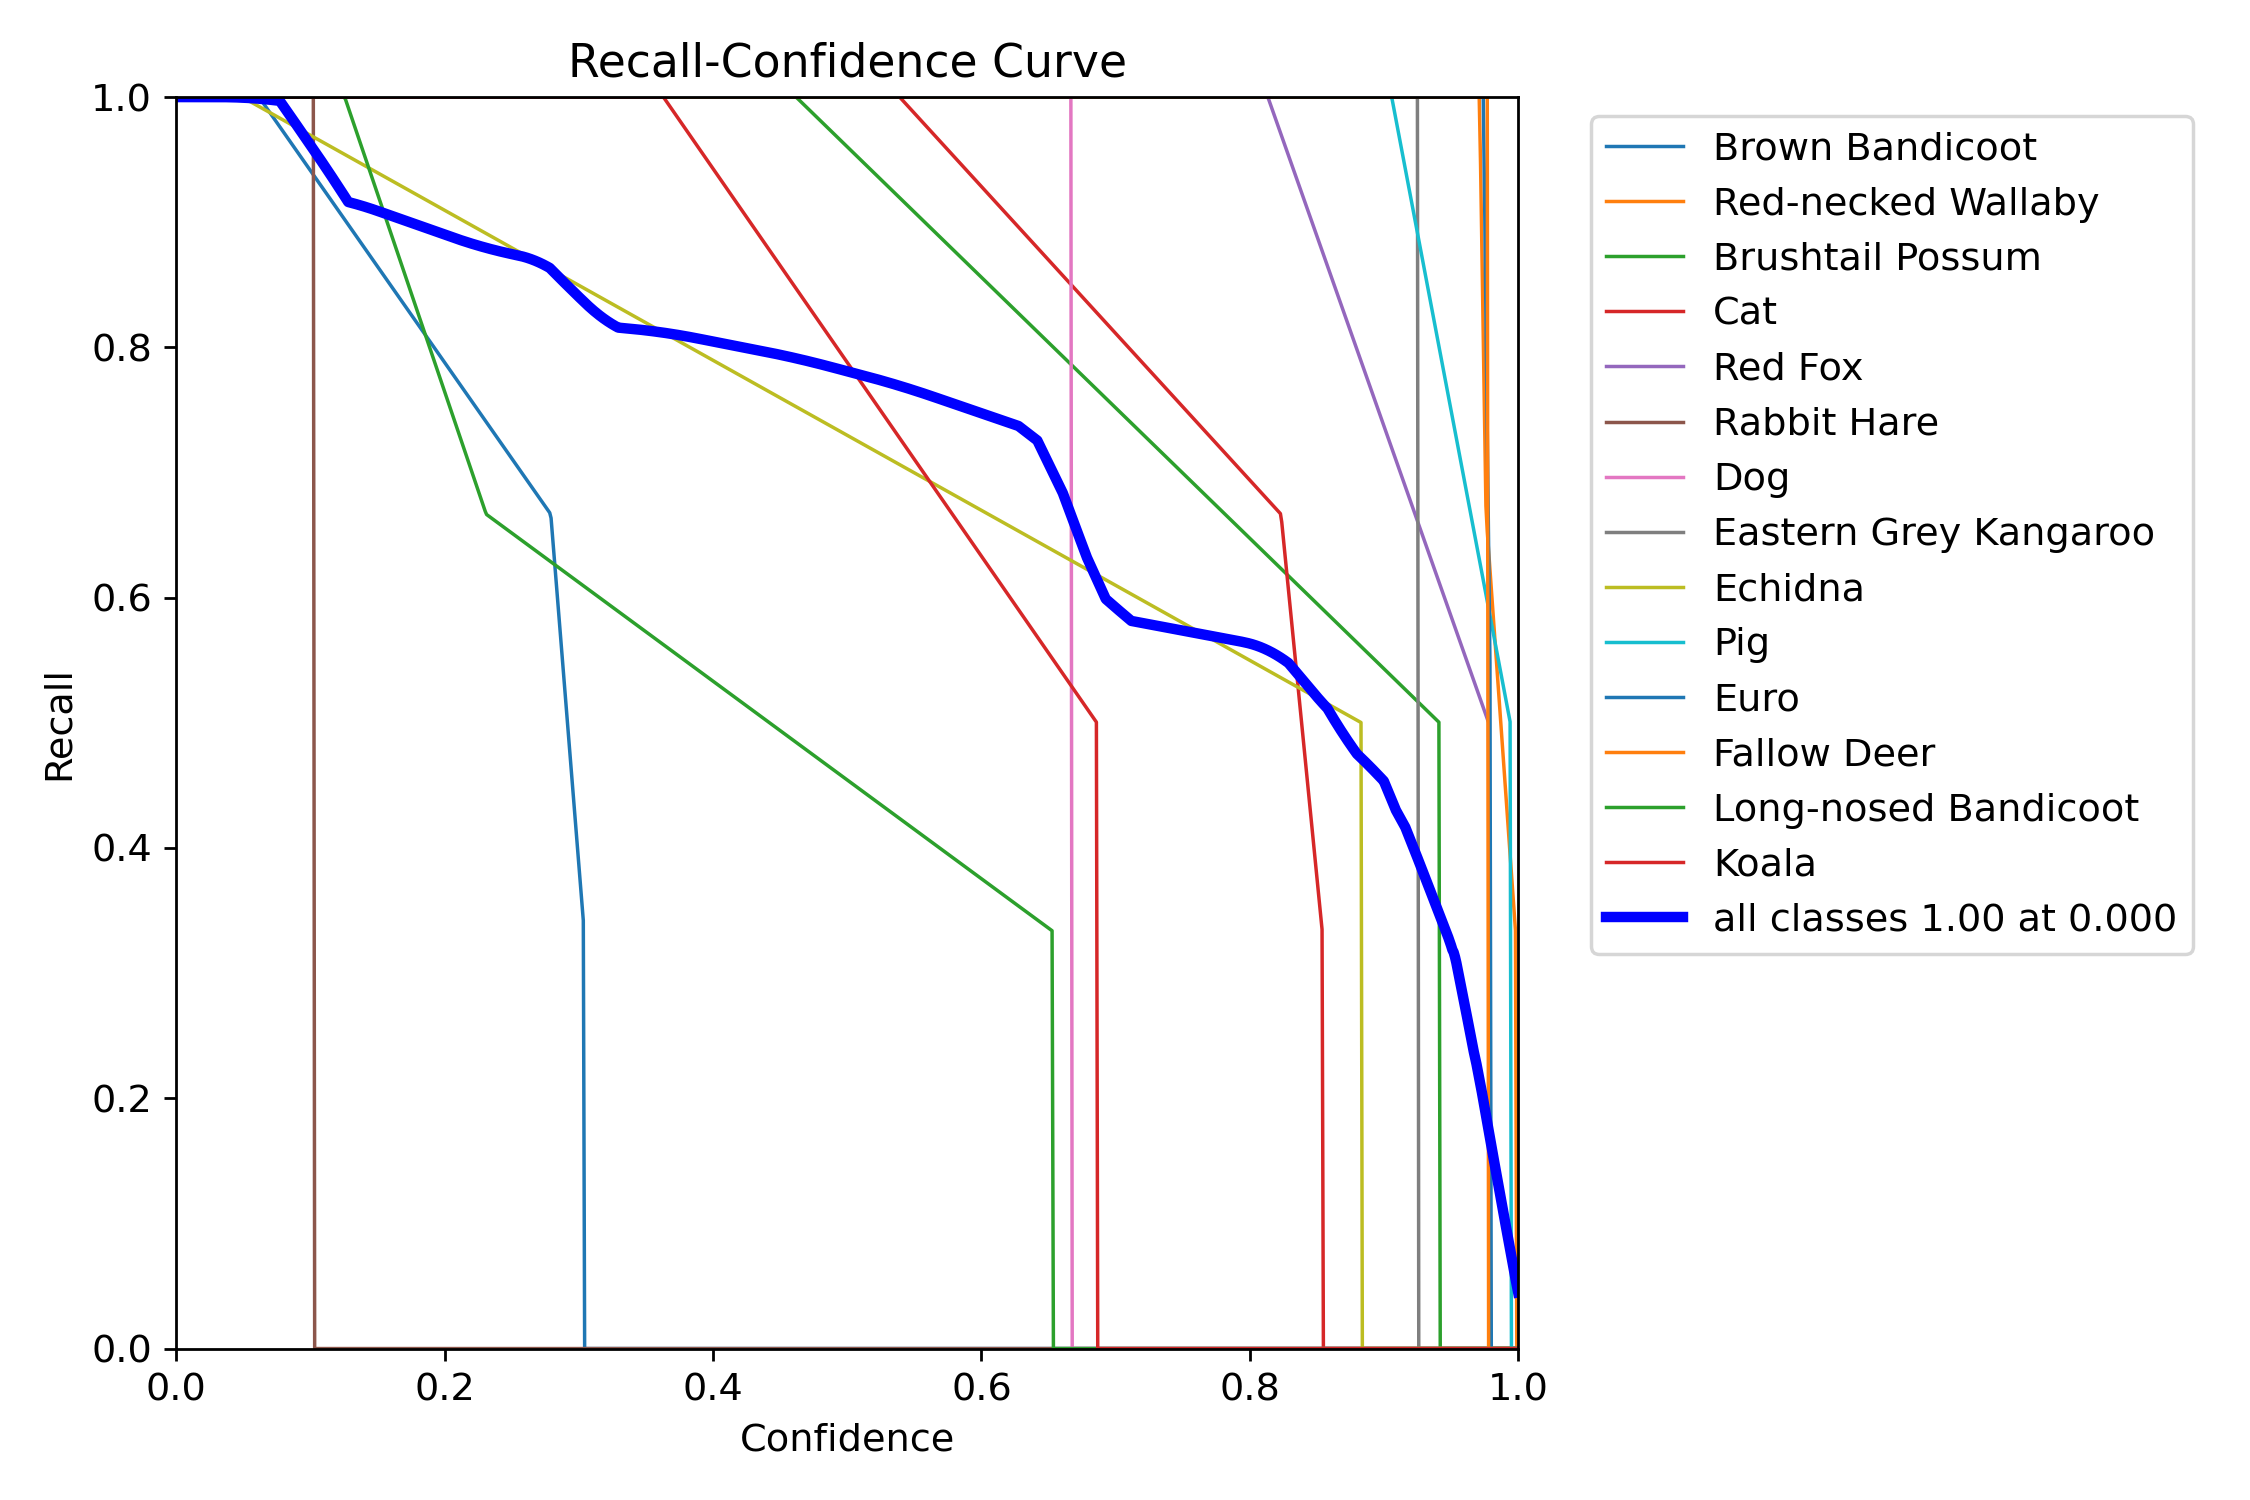 Recall-Confidence Curve
1.0
0.8
0.6
0.4
0.2
0.0
Recall
0.0 0.2 0.4 0.6 0.8 1.0
Confidence
Brown Bandicoot
Red-necked Wallaby
Brushtail Possum
Cat
Red Fox
Rabbit Hare
Dog
Eastern Grey Kangaroo
Echidna
Pig
Euro
Fallow Deer
Long-nosed Bandicoot
Koala
all classes 1.00 at 0.000